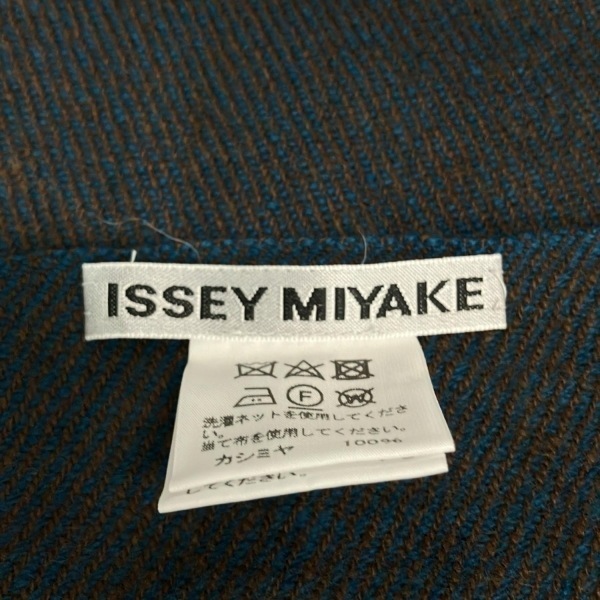 ISSEY MIYAKE
F W
洗濯ネットを使用してくださ
い。
当て布を使用してください。
カシミヤ 100%
してください。